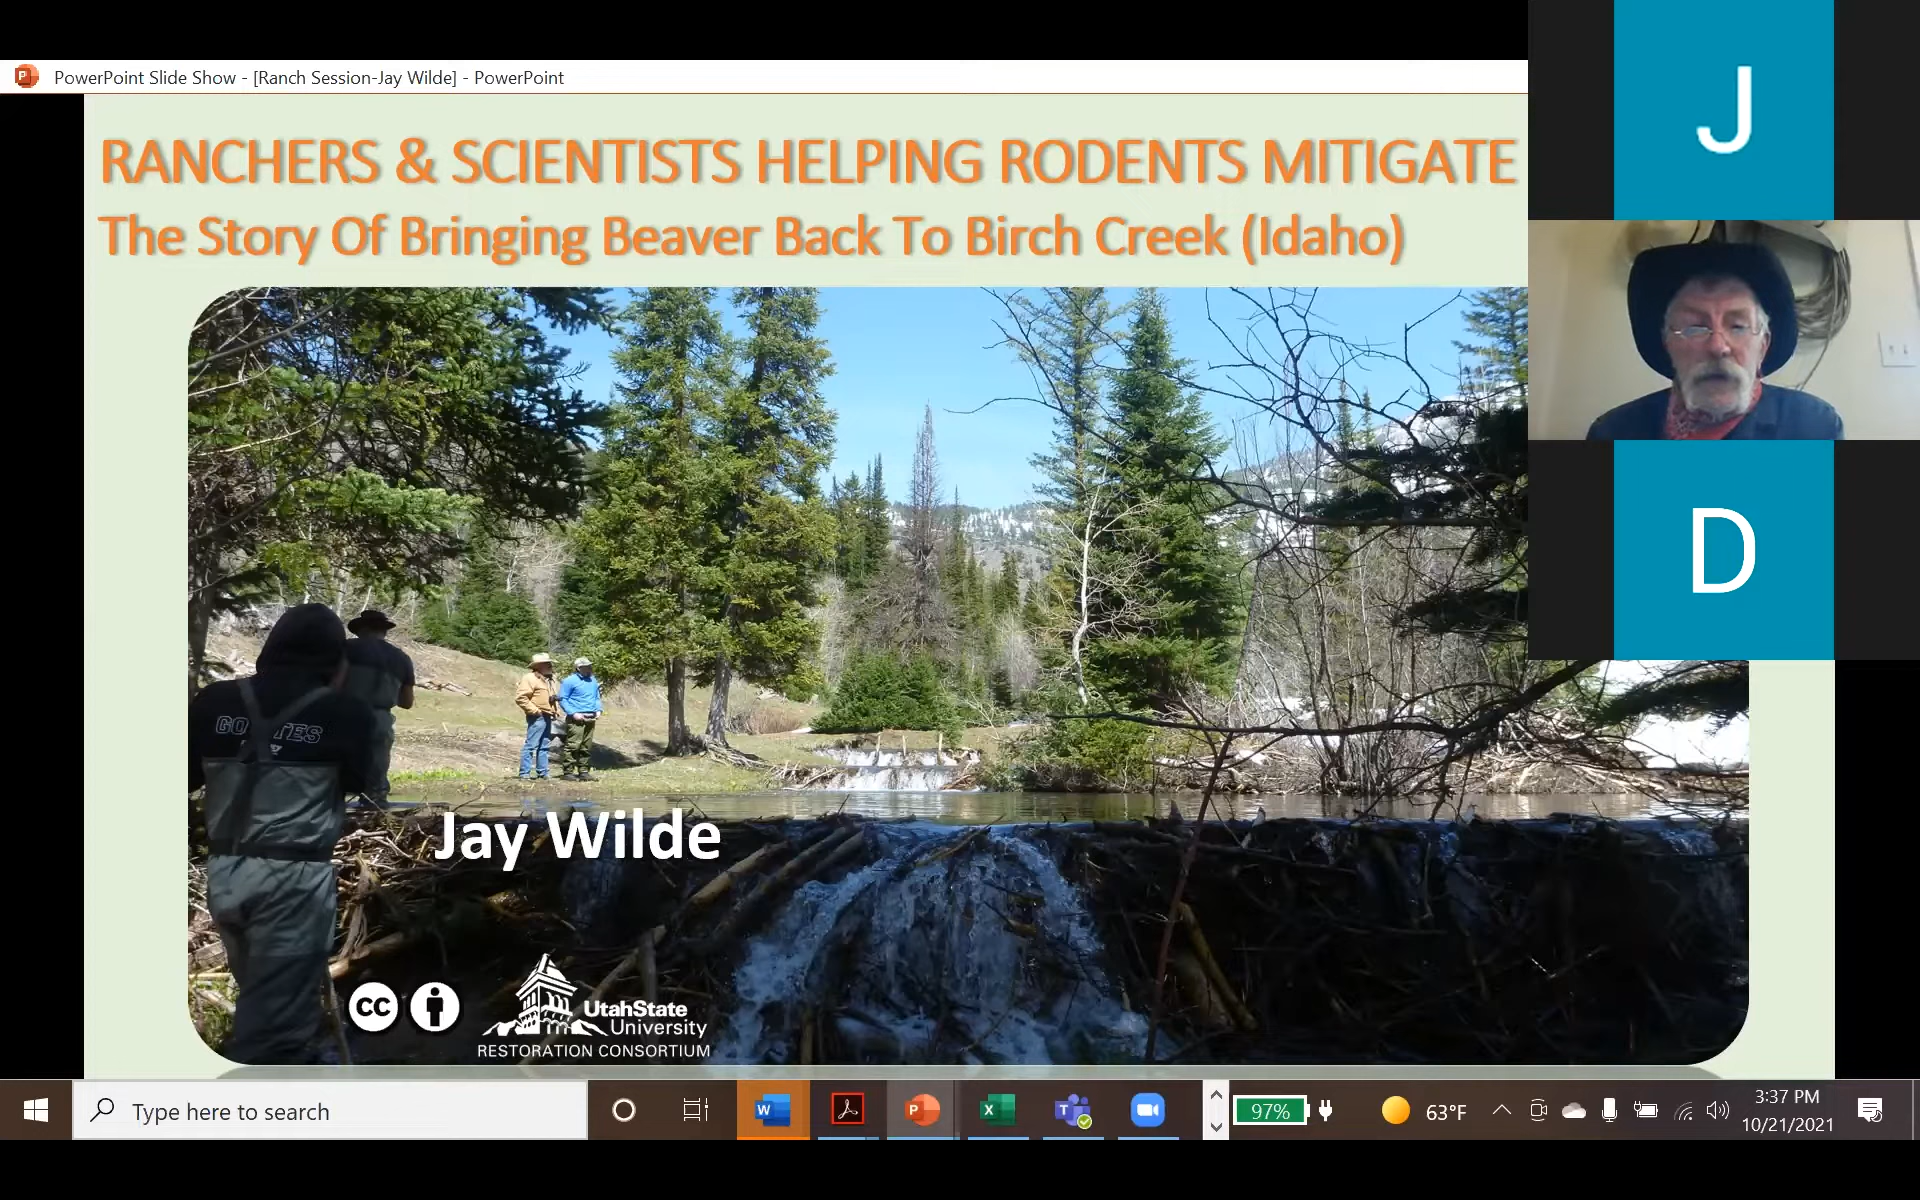 PowerPoint Slide Show - [Ranch Session-Jay Wilde] - PowerPoint
J
RANCHERS & SCIENTISTS HELPING RODENTS MITIGATE
The Story Of Bringing Beaver Back To Birch Creek (Idaho)
D
Jay Wilde
cc
UtahState
University
RESTORATION CONSORTIUM
Type here to search
97%
63°F
3:37 PM
10/21/2021